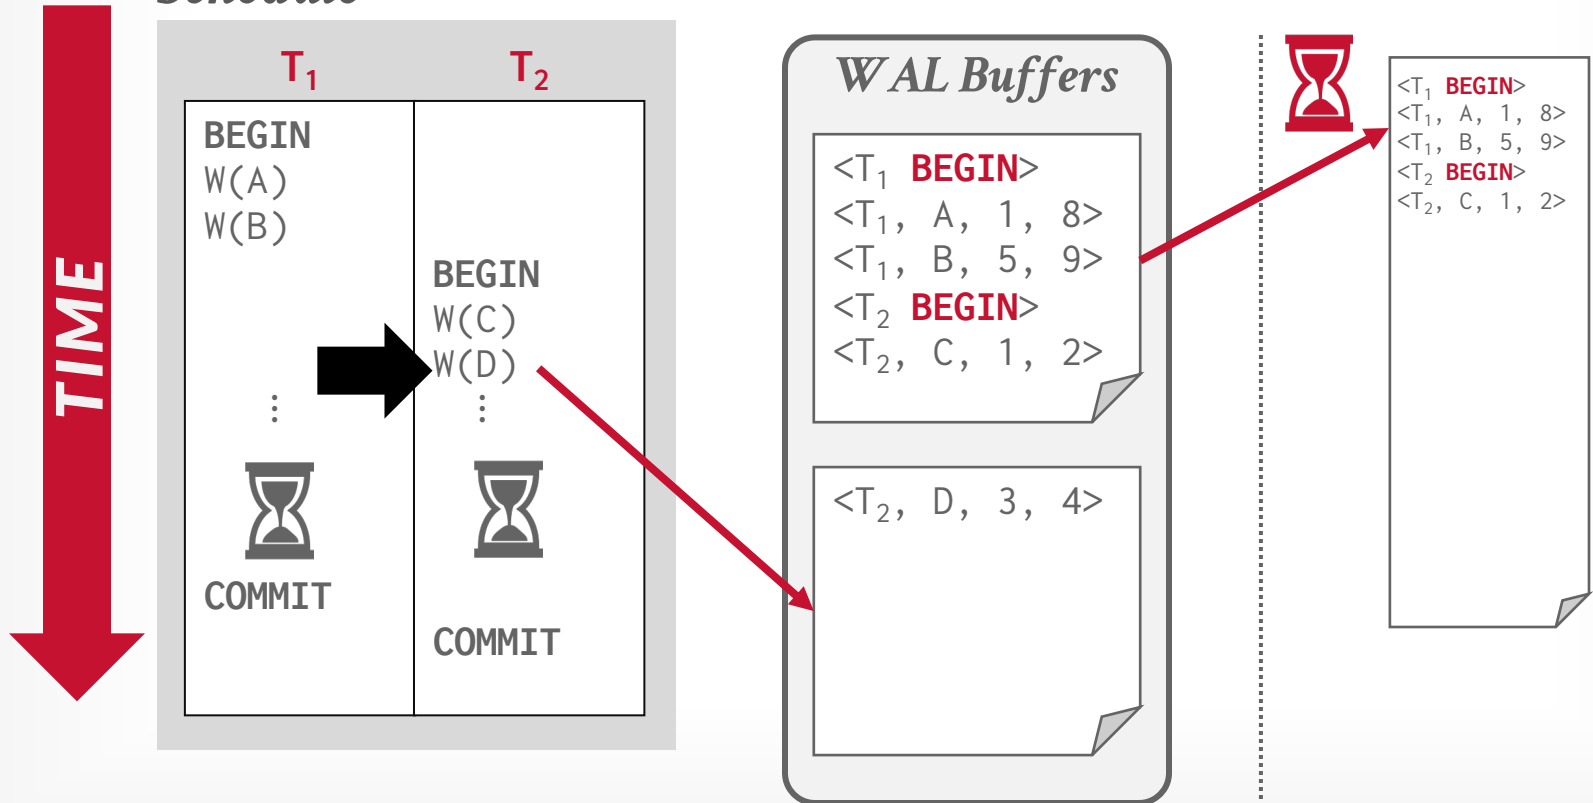 TIME
T₁ T₂
BEGIN
W(A)
W(B)
BEGIN
W(C)
W(D)
⋮ ⋮
COMMIT
COMMIT
WAL Buffers
<T₁ BEGIN>
<T₁, A, 1, 8>
<T₁, B, 5, 9>
<T₂ BEGIN>
<T₂, C, 1, 2>
<T₂, D, 3, 4>
<T₁ BEGIN>
<T₁, A, 1, 8>
<T₁, B, 5, 9>
<T₂ BEGIN>
<T₂, C, 1, 2>